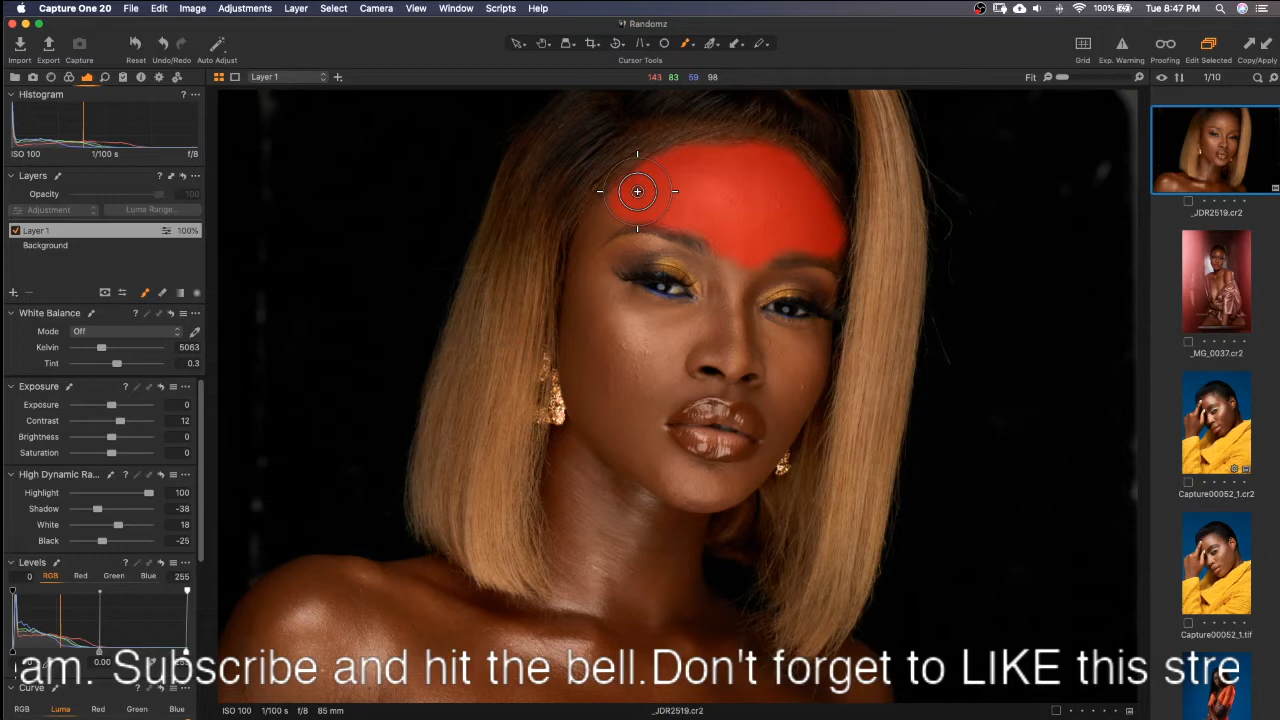 Capture One 20 File Edit Image Adjustments Layer Select Camera View Window Scripts Help 100% Tue 8:47 PM
Randomz
Import Export Capture Reset Undo/Redo Auto Adjust Cursor Tools Grid Exp. Warning Proofing Edit Selected Copy/Apply
Layer 1 143 83 59 98 Fit 1/10
Histogram ?
ISO 100 1/100 s f/8
Layers ?
Opacity 100
Adjustment Luma Range...
Layer 1 100%
Background
White Balance ?
Mode Off
Kelvin 5063
Tint 0.3
Exposure ?
Exposure 0
Contrast 12
Brightness 0
Saturation 0
High Dynamic Ra... ?
Highlight 100
Shadow -38
White 18
Black -25
Levels ?
0 RGB Red Green Blue 255
0.00
Curve
Luma Red Green Blue
RGB
_JDR2519.cr2
_MG_0037.cr2
Capture00052_1.cr2
Capture00052_1.tif
am. Subscribe and hit the bell.Don't forget to LIKE this stre
ISO 100 1/100 s f/8 85 mm _JDR2519.cr2